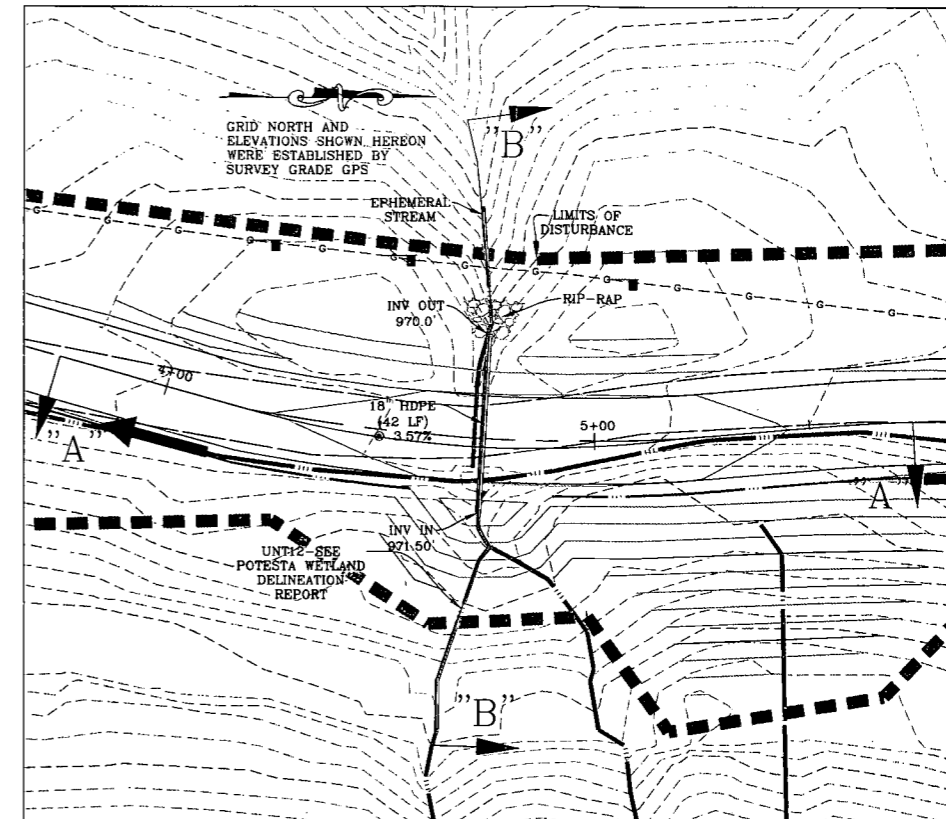 "B"
GRID NORTH AND
ELEVATIONS SHOWN HEREON
WERE ESTABLISHED BY
SURVEY GRADE GPS
EPHEMERAL
STREAM
LIMITS OF
DISTURBANCE
G G G G G G G G G G G
INV OUT
970.0'
RIP-RAP
4+00
18" HDPE
(42 LF)
@ 3.57%
5+00
"A"
"A"
INV IN
971.50'
UNT12-SEE
POTESTA WETLAND
DELINEATION
REPORT
"B"